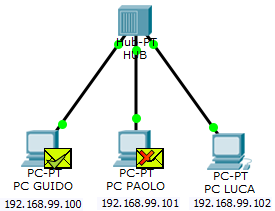 Hub-PT
HUB
PC-PT
PC GUIDO
192.168.99.100
PC-PT
PC PAOLO
192.168.99.101
PC-PT
PC LUCA
192.168.99.102